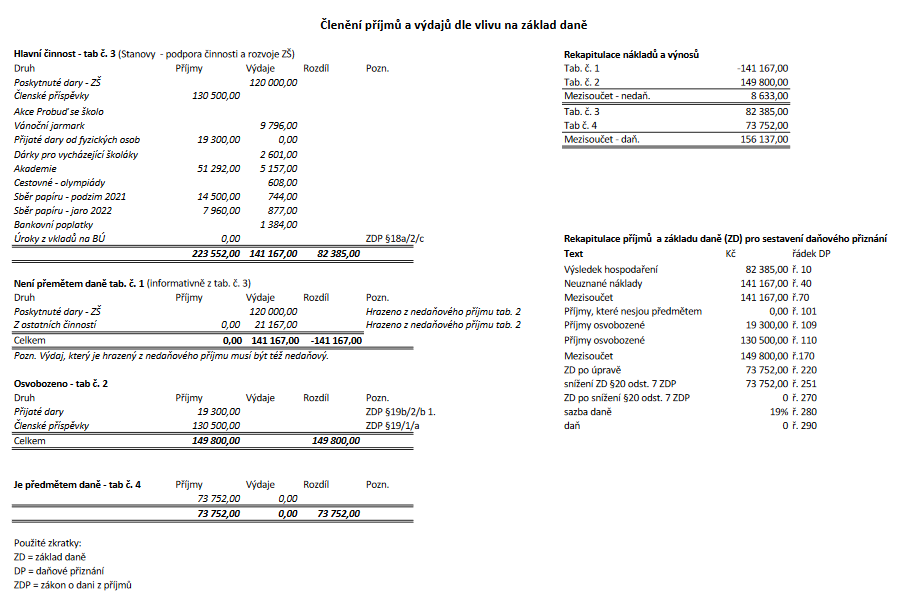 Členění příjmů a výdajů dle vlivu na základ daně
Hlavní činnost - tab č. 3 (Stanovy - podpora činnosti a rozvoje ZŠ)
Druh Příjmy Výdaje Rozdíl Pozn.
Poskytnuté dary - ZŠ 120 000,00
Členské příspěvky 130 500,00
Akce Probuď se školo
Vánoční jarmark 9 796,00
Přijaté dary od fyzických osob 19 300,00 0,00
Dárky pro vycházející školáky 2 601,00
Akademie 51 292,00 5 157,00
Cestovné - olympiády 608,00
Sběr papíru - podzim 2021 14 500,00 744,00
Sběr papíru - jaro 2022 7 960,00 877,00
Bankovní poplatky 1 384,00
Úroky z vkladů na BÚ 0,00 ZDP §18a/2/c
223 552,00 141 167,00 82 385,00
Není přemětem daně tab. č. 1 (informativně z tab. č. 3)
Druh Příjmy Výdaje Rozdíl Pozn.
Poskytnuté dary - ZŠ 120 000,00 Hrazeno z nedaňového příjmu tab. 2
Z ostatních činností 0,00 21 167,00 Hrazeno z nedaňového příjmu tab. 2
Celkem 0,00 141 167,00 -141 167,00
Pozn. Výdaj, který je hrazený z nedaňového příjmu musí být též nedaňový.
Osvobozeno - tab č. 2
Druh Příjmy Výdaje Rozdíl Pozn.
Přijaté dary 19 300,00 ZDP §19b/2/b 1.
Členské příspěvky 130 500,00 ZDP §19/1/a
Celkem 149 800,00 149 800,00
Je předmětem daně - tab č. 4 Příjmy Výdaje Rozdíl Pozn.
73 752,00 0,00
73 752,00 0,00 73 752,00
Použité zkratky:
ZD = základ daně
DP = daňové přiznání
ZDP = zákon o dani z příjmů
Rekapitulace nákladů a výnosů
Tab. č. 1 -141 167,00
Tab. č. 2 149 800,00
Mezisoučet - nedaň. 8 633,00
Tab. č. 3 82 385,00
Tab č. 4 73 752,00
Mezisoučet - daň. 156 137,00
Rekapitulace příjmů a základu daně (ZD) pro sestavení daňového přiznání
Text Kč řádek DP
Výsledek hospodaření 82 385,00 ř. 10
Neuznané náklady 141 167,00 ř. 40
Mezisoučet 141 167,00 ř.70
Příjmy, které nesjou předmětem 0,00 ř. 101
Příjmy osvobozené 19 300,00 ř. 109
Příjmy osvobozené 130 500,00 ř. 110
Mezisoučet 149 800,00 ř.170
ZD po úpravě 73 752,00 ř. 220
snížení ZD §20 odst. 7 ZDP 73 752,00 ř. 251
ZD po snížení §20 odst. 7 ZDP 0 ř. 270
sazba daně 19% ř. 280
daň 0 ř. 290